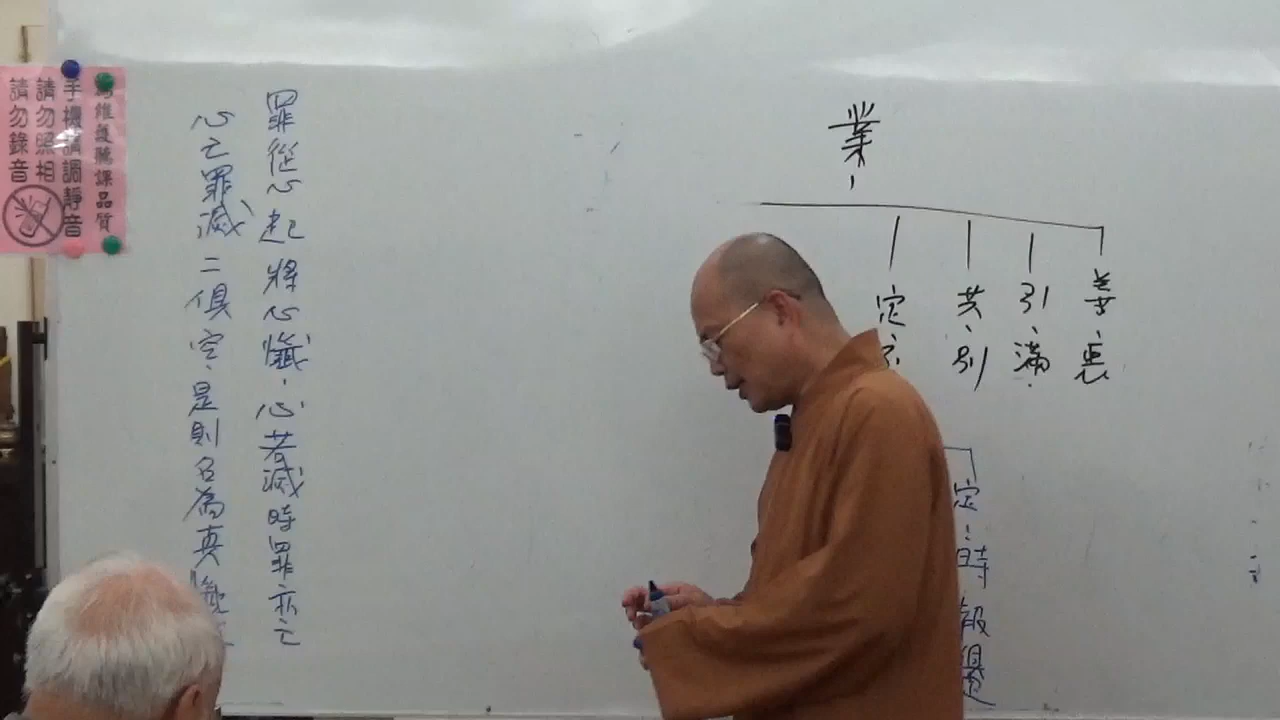 為維護聽課品質
手機請調靜音
請勿照相
請勿錄音
業
善、惡
引、滿
共、別
定、不
定：時報
罪從心起將心懺，心若滅時罪亦亡
心亡罪滅二俱空，是則名為真懺